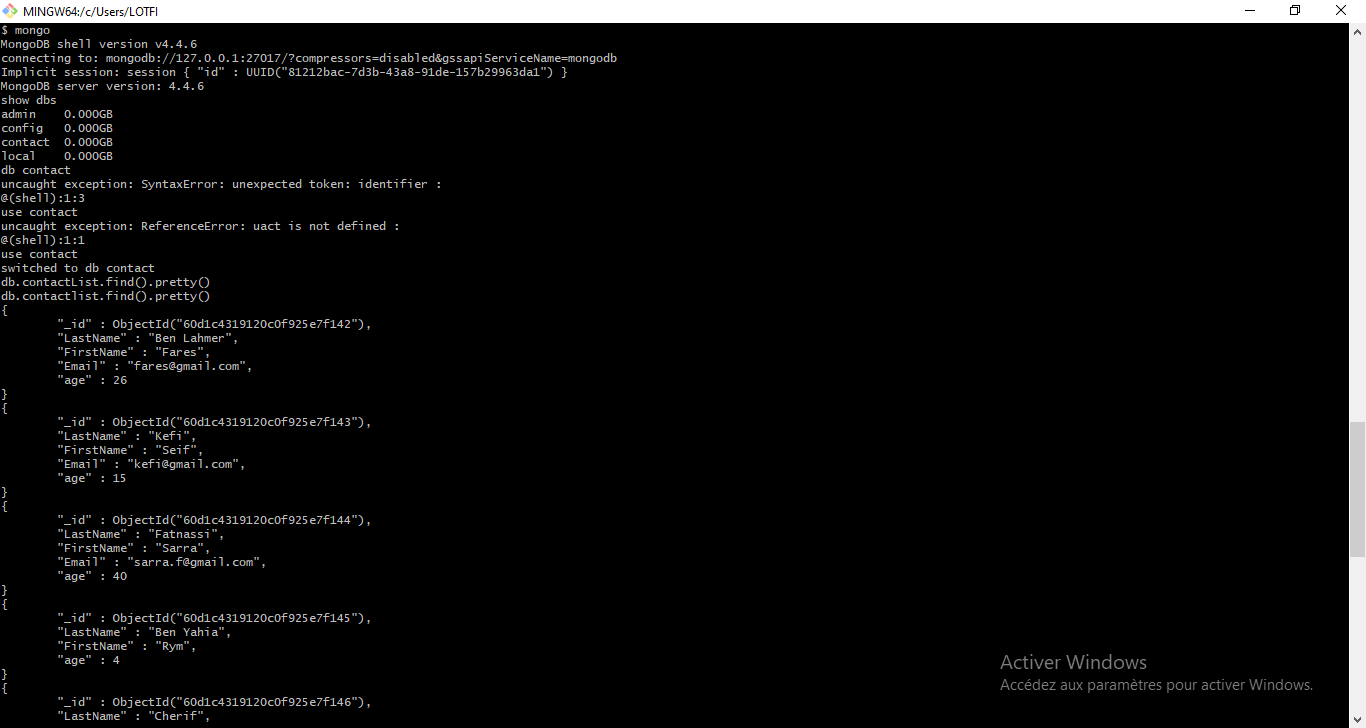 MINGW64:/c/Users/LOTFI
$ mongo
MongoDB shell version v4.4.6
connecting to: mongodb://127.0.0.1:27017/?compressors=disabled&gssapiServiceName=mongodb
Implicit session: session { "id" : UUID("81212bac-7d3b-43a8-91de-157b29963da1") }
MongoDB server version: 4.4.6
show dbs
admin    0.000GB
config   0.000GB
contact  0.000GB
local    0.000GB
db contact
uncaught exception: SyntaxError: unexpected token: identifier :
@(shell):1:3
use contact
uncaught exception: ReferenceError: uact is not defined :
@(shell):1:1
use contact
switched to db contact
db.contactList.find().pretty()
db.contactlist.find().pretty()
{
        "_id" : ObjectId("60d1c4319120c0f925e7f142"),
        "LastName" : "Ben Lahmer",
        "FirstName" : "Fares",
        "Email" : "fares@gmail.com",
        "age" : 26
}
{
        "_id" : ObjectId("60d1c4319120c0f925e7f143"),
        "LastName" : "Kefi",
        "FirstName" : "Seif",
        "Email" : "kefi@gmail.com",
        "age" : 15
}
{
        "_id" : ObjectId("60d1c4319120c0f925e7f144"),
        "LastName" : "Fatnassi",
        "FirstName" : "Sarra",
        "Email" : "sarra.f@gmail.com",
        "age" : 40
}
{
        "_id" : ObjectId("60d1c4319120c0f925e7f145"),
        "LastName" : "Ben Yahia",
        "FirstName" : "Rym",
        "age" : 4
}
{
        "_id" : ObjectId("60d1c4319120c0f925e7f146"),
        "LastName" : "Cherif",
Activer Windows
Accédez aux paramètres pour activer Windows.